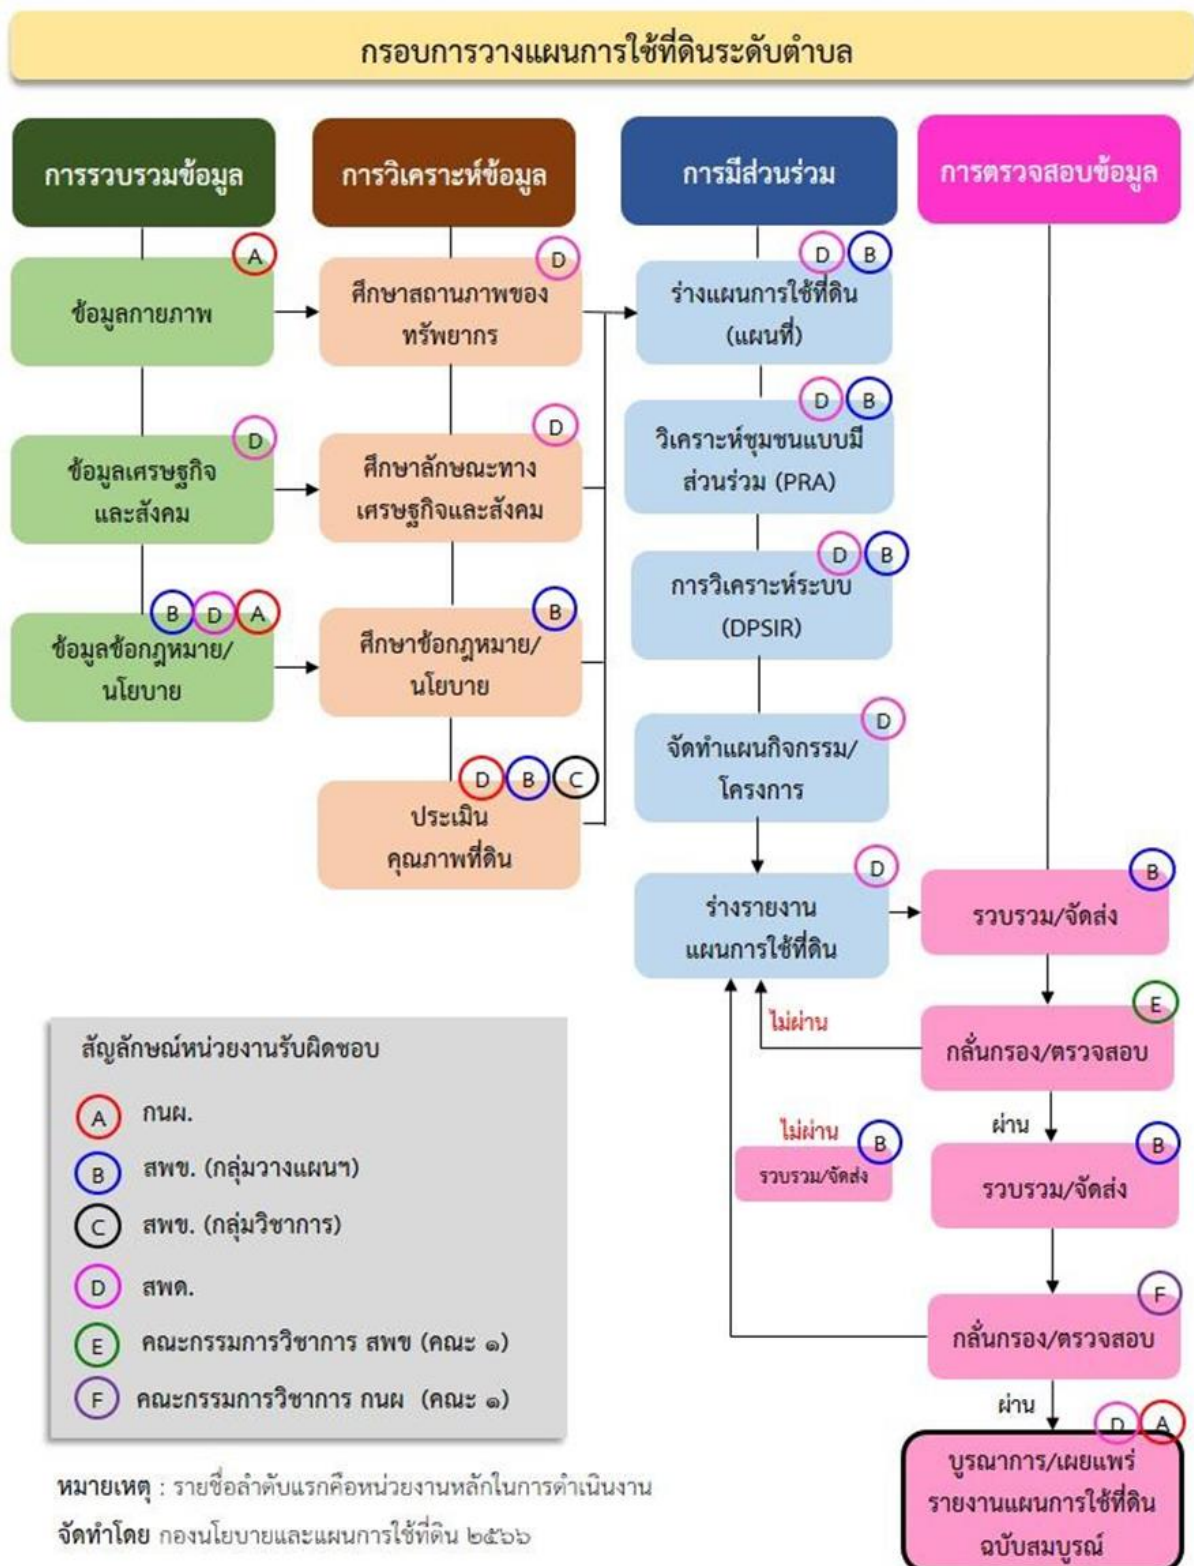 กรอบการวางแผนการใช้ที่ดินระดับตำบล
การรวบรวมข้อมูล
การวิเคราะห์ข้อมูล
การมีส่วนร่วม
การตรวจสอบข้อมูล
A
ข้อมูลกายภาพ
D
ข้อมูลเศรษฐกิจ
และสังคม
B D A
ข้อมูลข้อกฎหมาย/
นโยบาย
D
ศึกษาสถานภาพของ
ทรัพยากร
D
ศึกษาลักษณะทาง
เศรษฐกิจและสังคม
B
ศึกษาข้อกฎหมาย/
นโยบาย
D B C
ประเมิน
คุณภาพที่ดิน
D B
ร่างแผนการใช้ที่ดิน
(แผนที่)
D B
วิเคราะห์ชุมชนแบบมี
ส่วนร่วม (PRA)
D B
การวิเคราะห์ระบบ
(DPSIR)
D
จัดทำแผนกิจกรรม/
โครงการ
D
ร่างรายงาน
แผนการใช้ที่ดิน
B
รวบรวม/จัดส่ง
E
กลั่นกรอง/ตรวจสอบ
ไม่ผ่าน
ผ่าน
B
รวบรวม/จัดส่ง
ไม่ผ่าน
B
รวบรวม/จัดส่ง
F
กลั่นกรอง/ตรวจสอบ
ผ่าน
D A
บูรณาการ/เผยแพร่
รายงานแผนการใช้ที่ดิน
ฉบับสมบูรณ์
สัญลักษณ์หน่วยงานรับผิดชอบ
A กนผ.
B สพข. (กลุ่มวางแผนฯ)
C สพข. (กลุ่มวิชาการ)
D สพด.
E คณะกรรมการวิชาการ สพข (คณะ ๑)
F คณะกรรมการวิชาการ กนผ (คณะ ๑)
หมายเหตุ : รายชื่อลำดับแรกคือหน่วยงานหลักในการดำเนินงาน
จัดทำโดย กองนโยบายและแผนการใช้ที่ดิน ๒๕๖๖